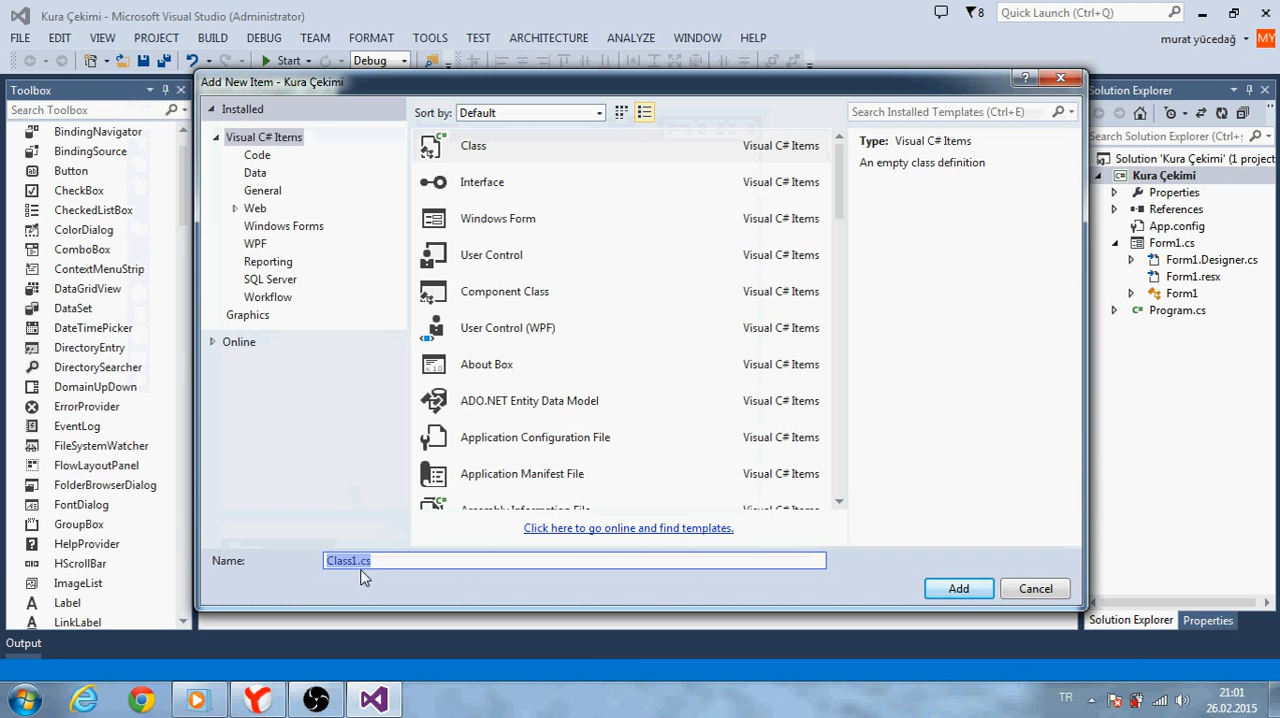 Kura Çekimi - Microsoft Visual Studio (Administrator)
8
Quick Launch (Ctrl+Q)
FILE EDIT VIEW PROJECT BUILD DEBUG TEAM FORMAT TOOLS TEST ARCHITECTURE ANALYZE WINDOW HELP
murat yücedağ MY
Start Debug
Toolbox
Search Toolbox
BindingNavigator
BindingSource
Button
CheckBox
CheckedListBox
ColorDialog
ComboBox
ContextMenuStrip
DataGridView
DataSet
DateTimePicker
DirectoryEntry
DirectorySearcher
DomainUpDown
ErrorProvider
EventLog
FileSystemWatcher
FlowLayoutPanel
FolderBrowserDialog
FontDialog
GroupBox
HelpProvider
HScrollBar
ImageList
Label
LinkLabel
Output
Add New Item - Kura Çekimi
Installed
Visual C# Items
Code
Data
General
Web
Windows Forms
WPF
Reporting
SQL Server
Workflow
Graphics
Online
Sort by: Default
Search Installed Templates (Ctrl+E)
Class Visual C# Items
Interface Visual C# Items
Windows Form Visual C# Items
User Control Visual C# Items
Component Class Visual C# Items
User Control (WPF) Visual C# Items
About Box Visual C# Items
ADO.NET Entity Data Model Visual C# Items
Application Configuration File Visual C# Items
Application Manifest File Visual C# Items
Assembly Information File Visual C# Items
Click here to go online and find templates.
Type: Visual C# Items
An empty class definition
Name: Class1.cs
Add Cancel
Solution Explorer
Search Solution Explorer (Ctrl+
Solution 'Kura Çekimi' (1 project
Kura Çekimi
Properties
References
App.config
Form1.cs
Form1.Designer.cs
Form1.resx
Form1
Program.cs
Solution Explorer Properties
TR
21:01
26.02.2015